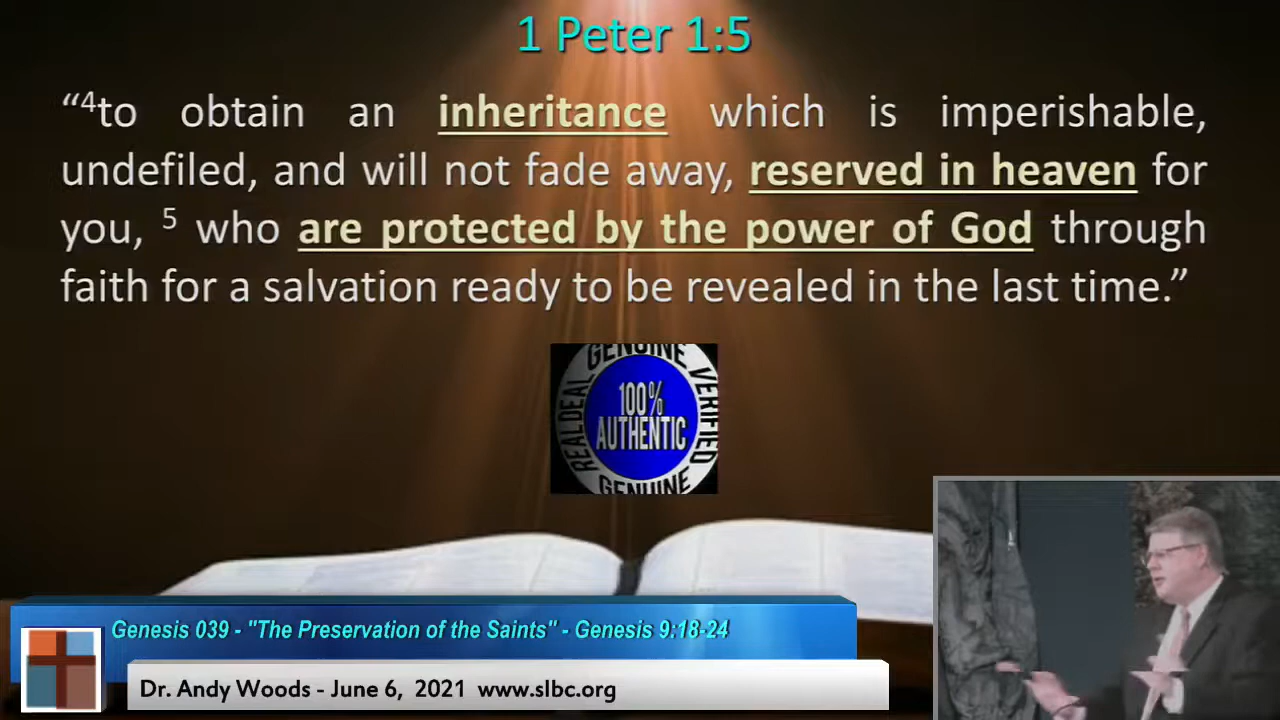 1 Peter 1:5
“4to obtain an inheritance which is imperishable,
undefiled, and will not fade away, reserved in heaven for
you, 5 who are protected by the power of God through
faith for a salvation ready to be revealed in the last time.”
GENUINE
REAL DEAL
100%
AUTHENTIC
VERIFIED
GENUINE
Genesis 039 - "The Preservation of the Saints" - Genesis 9:18-24
Dr. Andy Woods - June 6, 2021 www.slbc.org